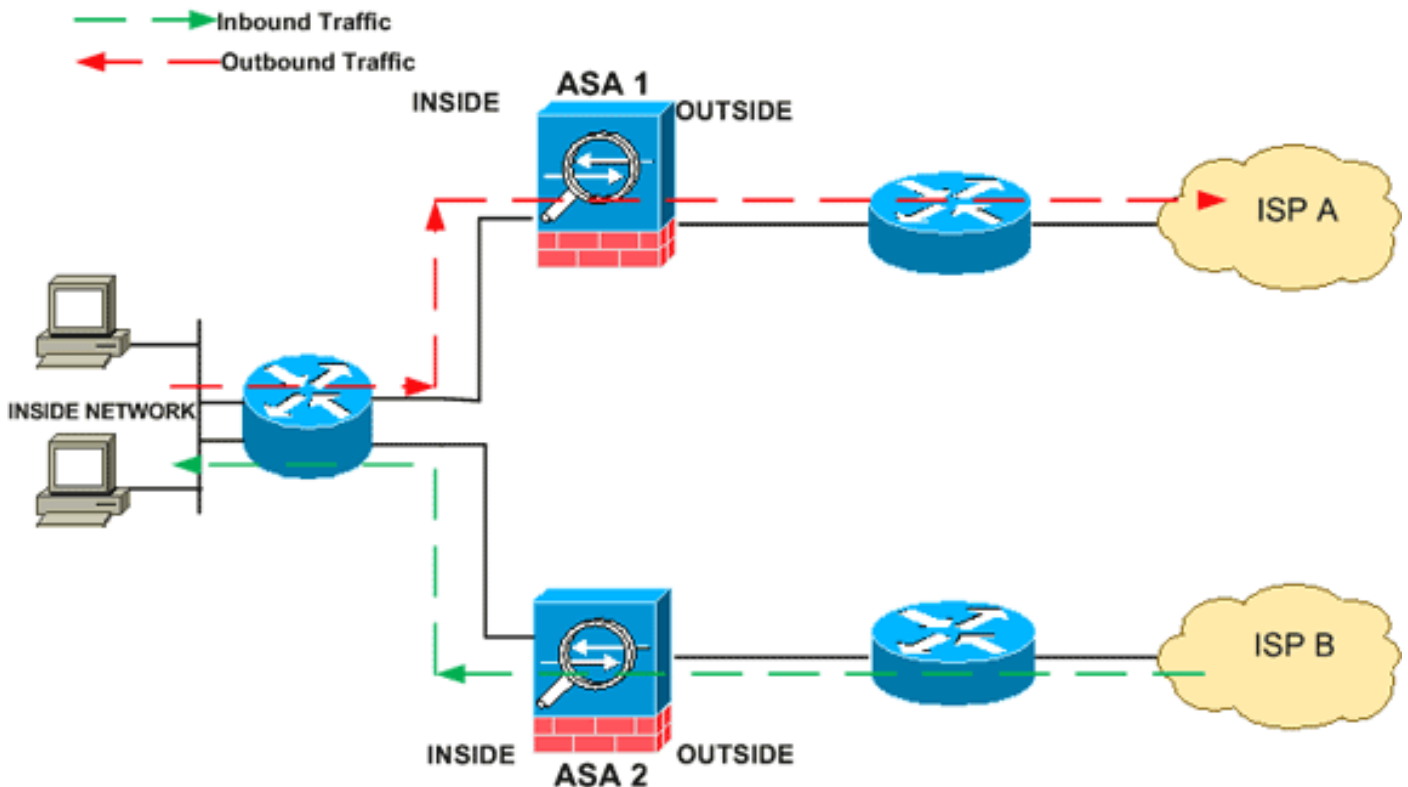 Inbound Traffic
Outbound Traffic
ASA 1
INSIDE
OUTSIDE
ISP A
INSIDE NETWORK
ISP B
INSIDE
OUTSIDE
ASA 2